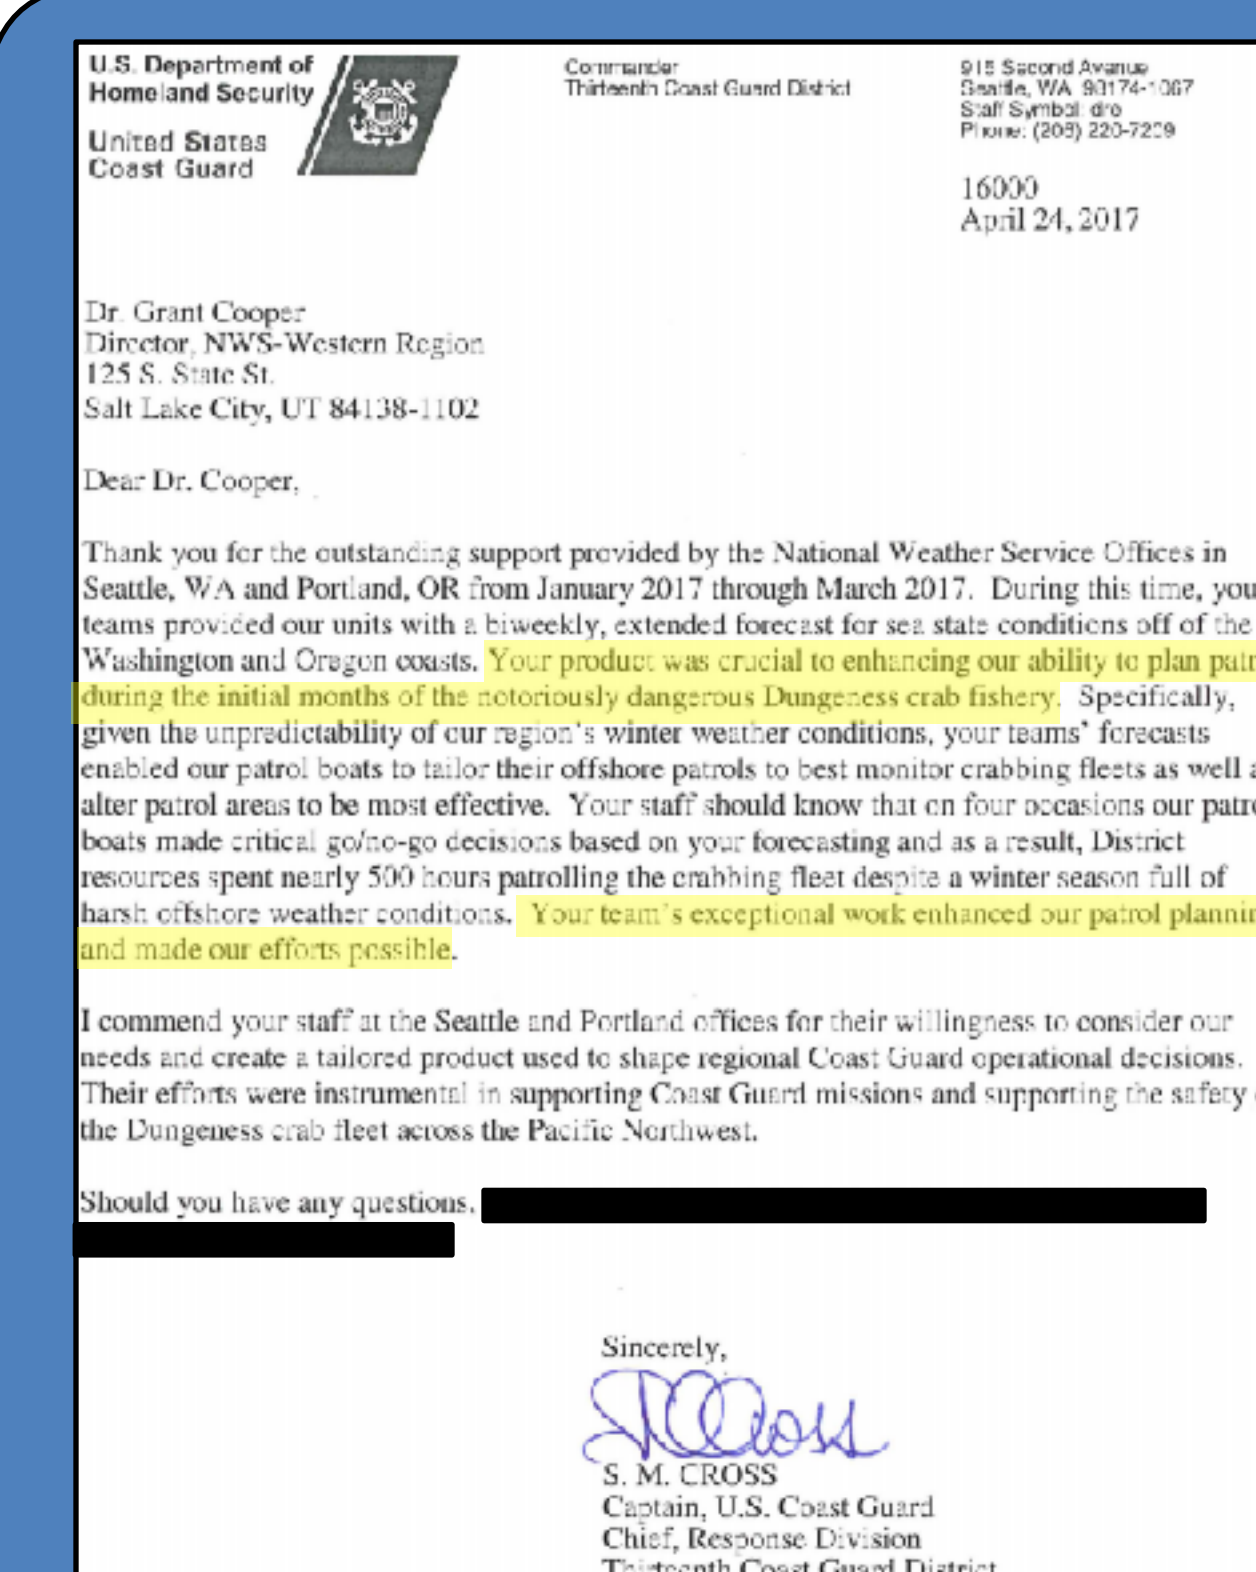 U.S. Department of
Homeland Security
United States
Coast Guard
Commander
Thirteenth Coast Guard District
915 Second Avenue
Seattle, WA 98174-1067
Staff Symbol: dro
Phone: (206) 220-7209
16000
April 24, 2017
Dr. Grant Cooper
Director, NWS-Western Region
125 S. State St.
Salt Lake City, UT 84138-1102
Dear Dr. Cooper,
Thank you for the outstanding support provided by the National Weather Service Offices in
Seattle, WA and Portland, OR from January 2017 through March 2017. During this time, you
teams provided our units with a biweekly, extended forecast for sea state conditions off of the
Washington and Oregon coasts. Your product was crucial to enhancing our ability to plan patr
during the initial months of the notoriously dangerous Dungeness crab fishery. Specifically,
given the unpredictability of our region's winter weather conditions, your teams' forecasts
enabled our patrol boats to tailor their offshore patrols to best monitor crabbing fleets as well a
alter patrol areas to be most effective. Your staff should know that on four occasions our patro
boats made critical go/no-go decisions based on your forecasting and as a result, District
resources spent nearly 500 hours patrolling the crabbing fleet despite a winter season full of
harsh offshore weather conditions. Your team's exceptional work enhanced our patrol plannin
and made our efforts possible.
I commend your staff at the Seattle and Portland offices for their willingness to consider our
needs and create a tailored product used to shape regional Coast Guard operational decisions.
Their efforts were instrumental in supporting Coast Guard missions and supporting the safety
the Dungeness crab fleet across the Pacific Northwest.
Should you have any questions,
Sincerely,
S. M. CROSS
Captain, U.S. Coast Guard
Chief, Response Division
Thirteenth Coast Guard District